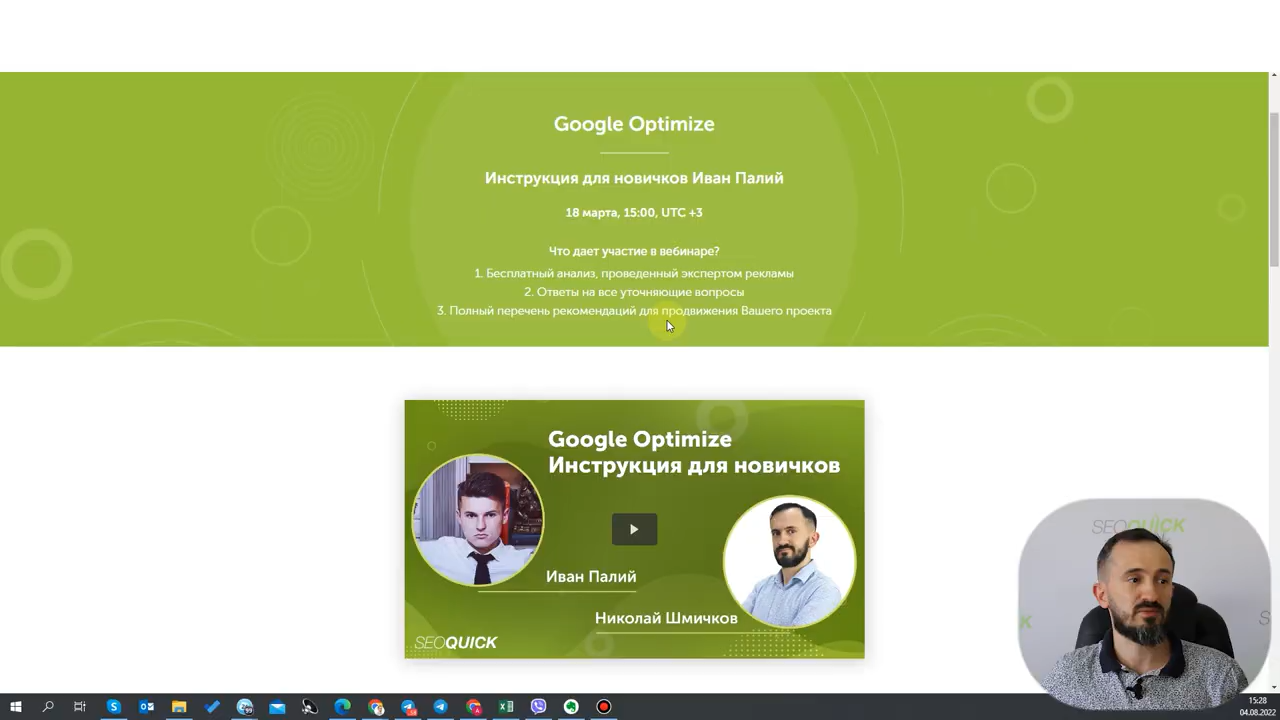 Google Optimize
Инструкция для новичков Иван Палий
18 марта, 15:00, UTC +3
Что дает участие в вебинаре?
1. Бесплатный анализ, проведенный экспертом рекламы
2. Ответы на все уточняющие вопросы
3. Полный перечень рекомендаций для продвижения Вашего проекта
Google Optimize
Инструкция для новичков
Иван Палий
Николай Шмичков
SEOQUICK
SEOQUICK
15:28
04.08.2022